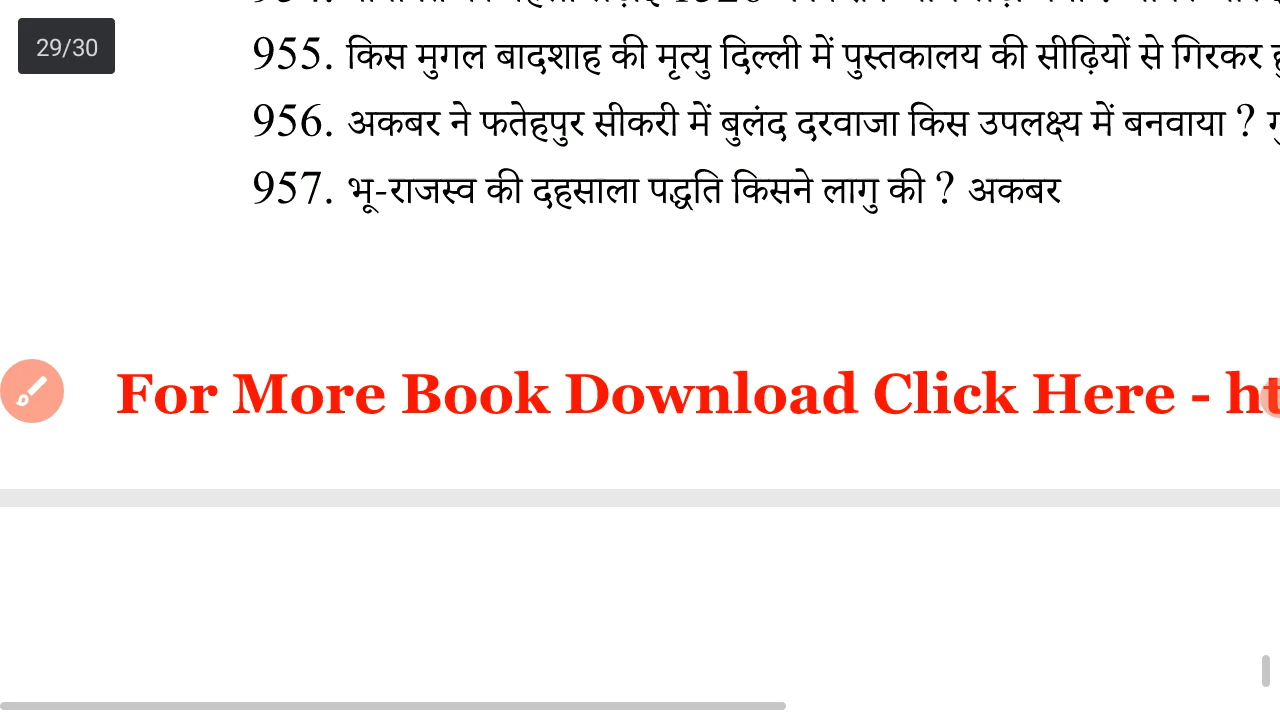 29/30
955. किस मुगल बादशाह की मृत्यु दिल्ली में पुस्तकालय की सीढ़ियों से गिरकर
956. अकबर ने फतेहपुर सीकरी में बुलंद दरवाजा किस उपलक्ष्य में बनवाया ?
957. भू-राजस्व की दहसाला पद्धति किसने लागु की ? अकबर
For More Book Download Click Here -